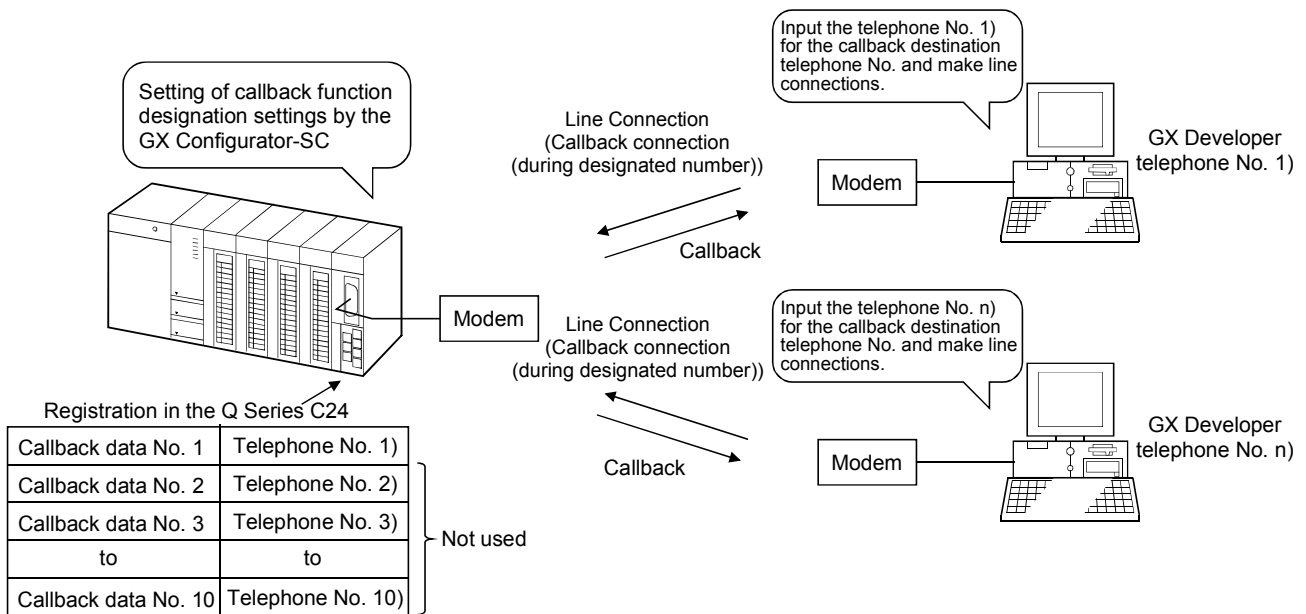 Setting of callback function
designation settings by the
GX Configurator-SC
Line Connection
(Callback connection
(during designated number))
Callback
Input the telephone No. 1)
for the callback destination
telephone No. and make line
connections.
Modem
GX Developer
telephone No. 1)
Modem
Line Connection
(Callback connection
(during designated number))
Callback
Input the telephone No. n)
for the callback destination
telephone No. and make line
connections.
Modem
GX Developer
telephone No. n)
Registration in the Q Series C24
Callback data No. 1 Telephone No. 1)
Callback data No. 2 Telephone No. 2)
Callback data No. 3 Telephone No. 3)
to to
Callback data No. 10 Telephone No. 10)
Not used